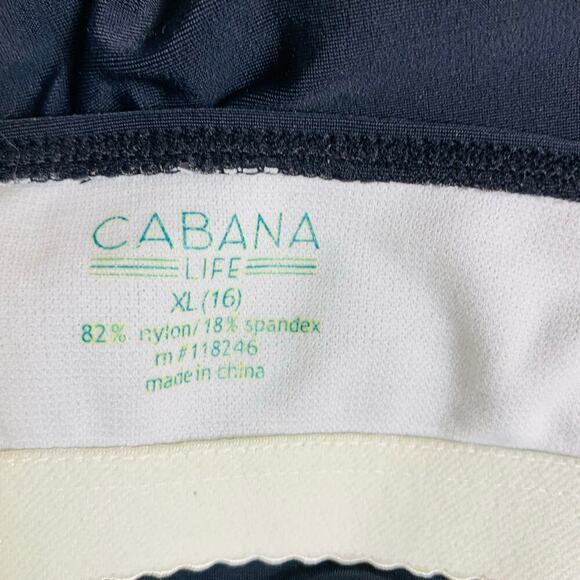 CABANA
LIFE
XL (16)
82% nylon/18% spandex
rn #118246
made in china